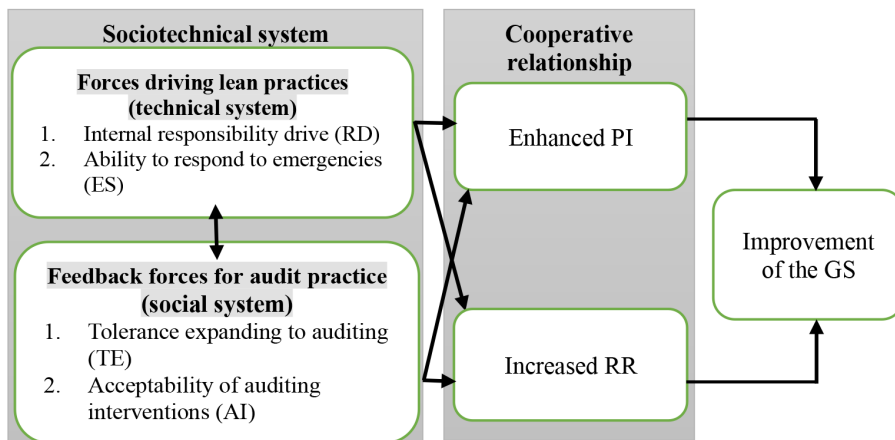 Sociotechnical system
Forces driving lean practices
(technical system)
1. Internal responsibility drive (RD)
2. Ability to respond to emergencies
(ES)
Feedback forces for audit practice
(social system)
1. Tolerance expanding to auditing
(TE)
2. Acceptability of auditing
interventions (AI)
Cooperative
relationship
Enhanced PI
Increased RR
Improvement
of the GS